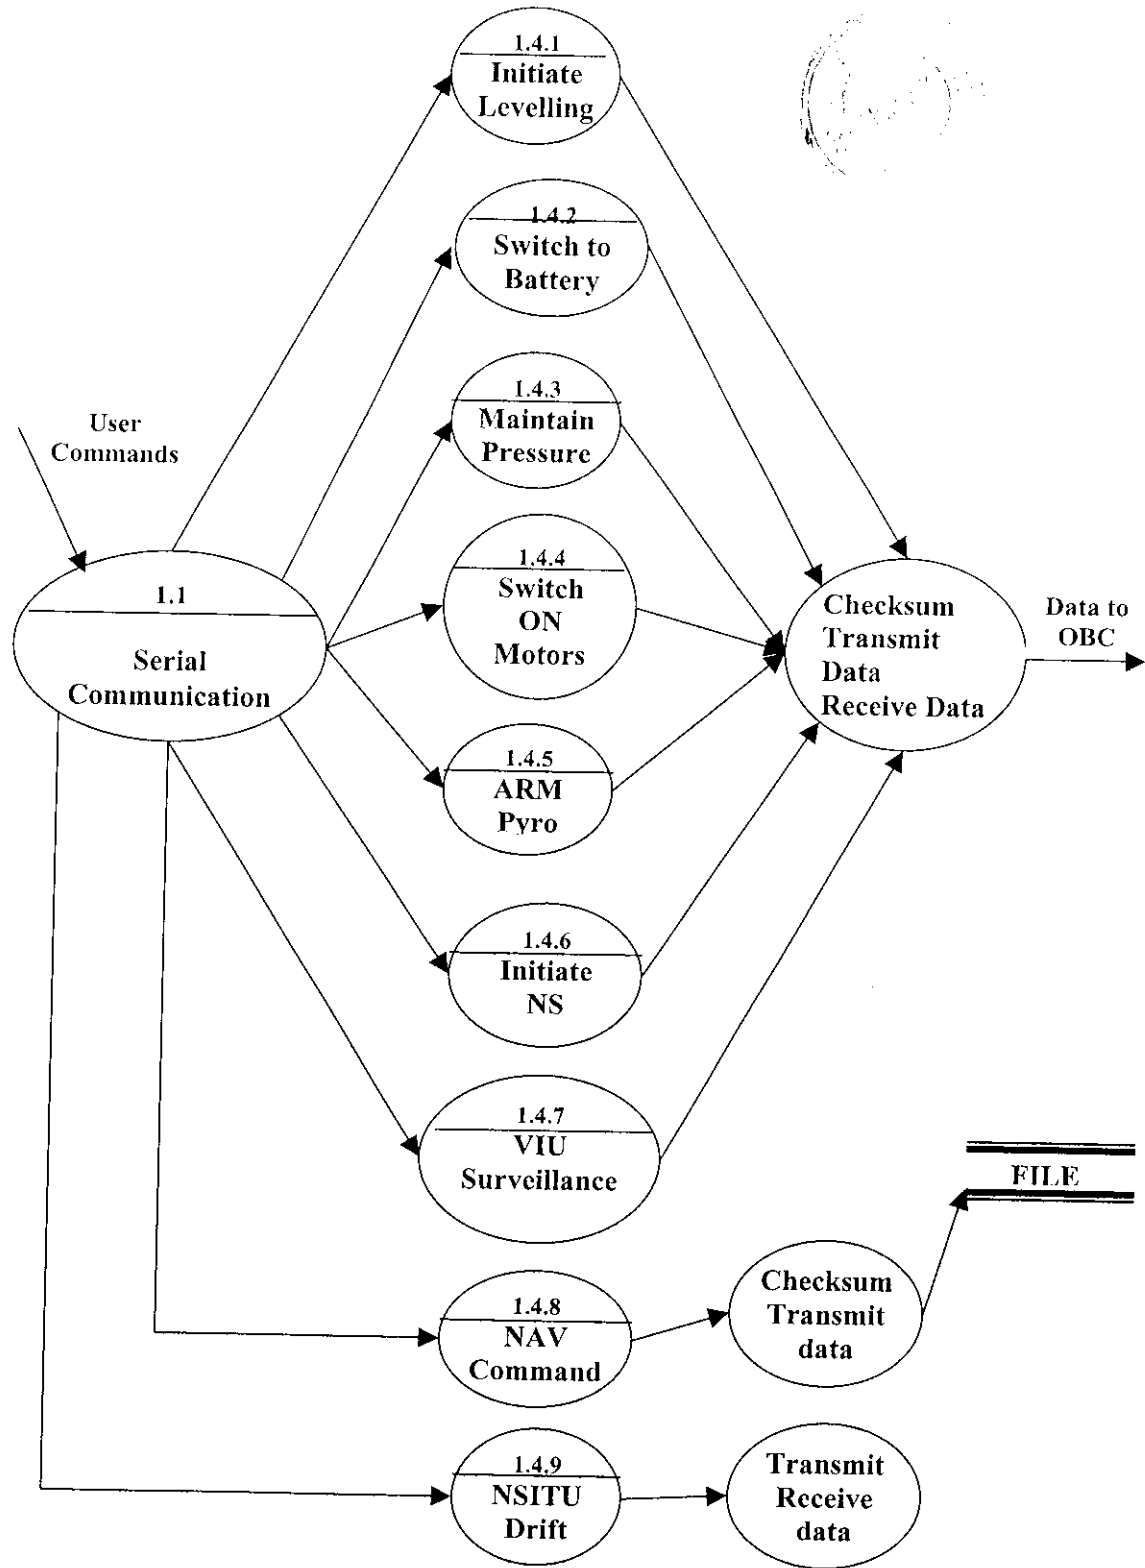 1.4.1
Initiate
Levelling
1.4.2
Switch to
Battery
1.4.3
Maintain
Pressure
User
Commands
1.4.4
Switch
ON
Motors
1.1
Serial
Communication
Checksum
Transmit
Data
Receive Data
Data to
OBC
1.4.5
ARM
Pyro
1.4.6
Initiate
NS
1.4.7
VIU
Surveillance
FILE
1.4.8
NAV
Command
Checksum
Transmit
data
1.4.9
NSITU
Drift
Transmit
Receive
data